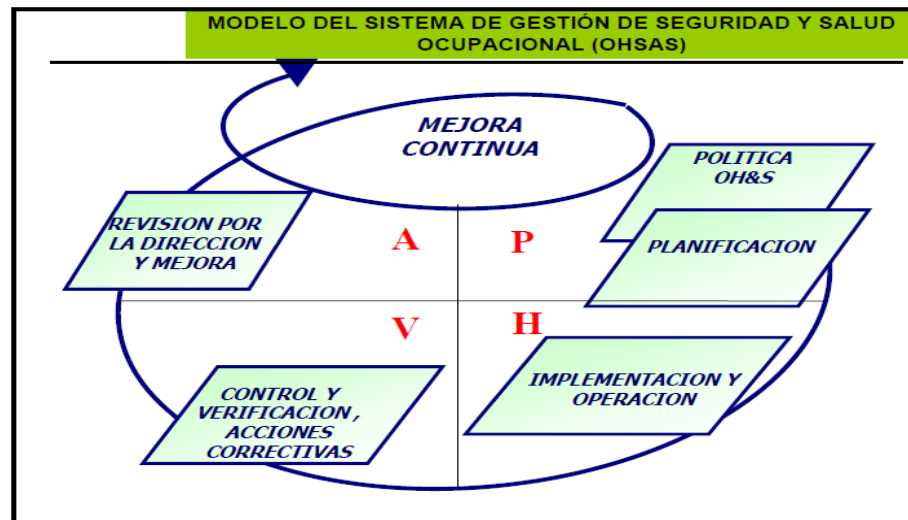 MODELO DEL SISTEMA DE GESTIÓN DE SEGURIDAD Y SALUD
OCUPACIONAL (OHSAS)
MEJORA
CONTINUA
POLITICA
OH&S
REVISION POR
LA DIRECCION
Y MEJORA
A
P
PLANIFICACION
V
H
IMPLEMENTACION Y
OPERACION
CONTROL Y
VERIFICACION ,
ACCIONES
CORRECTIVAS